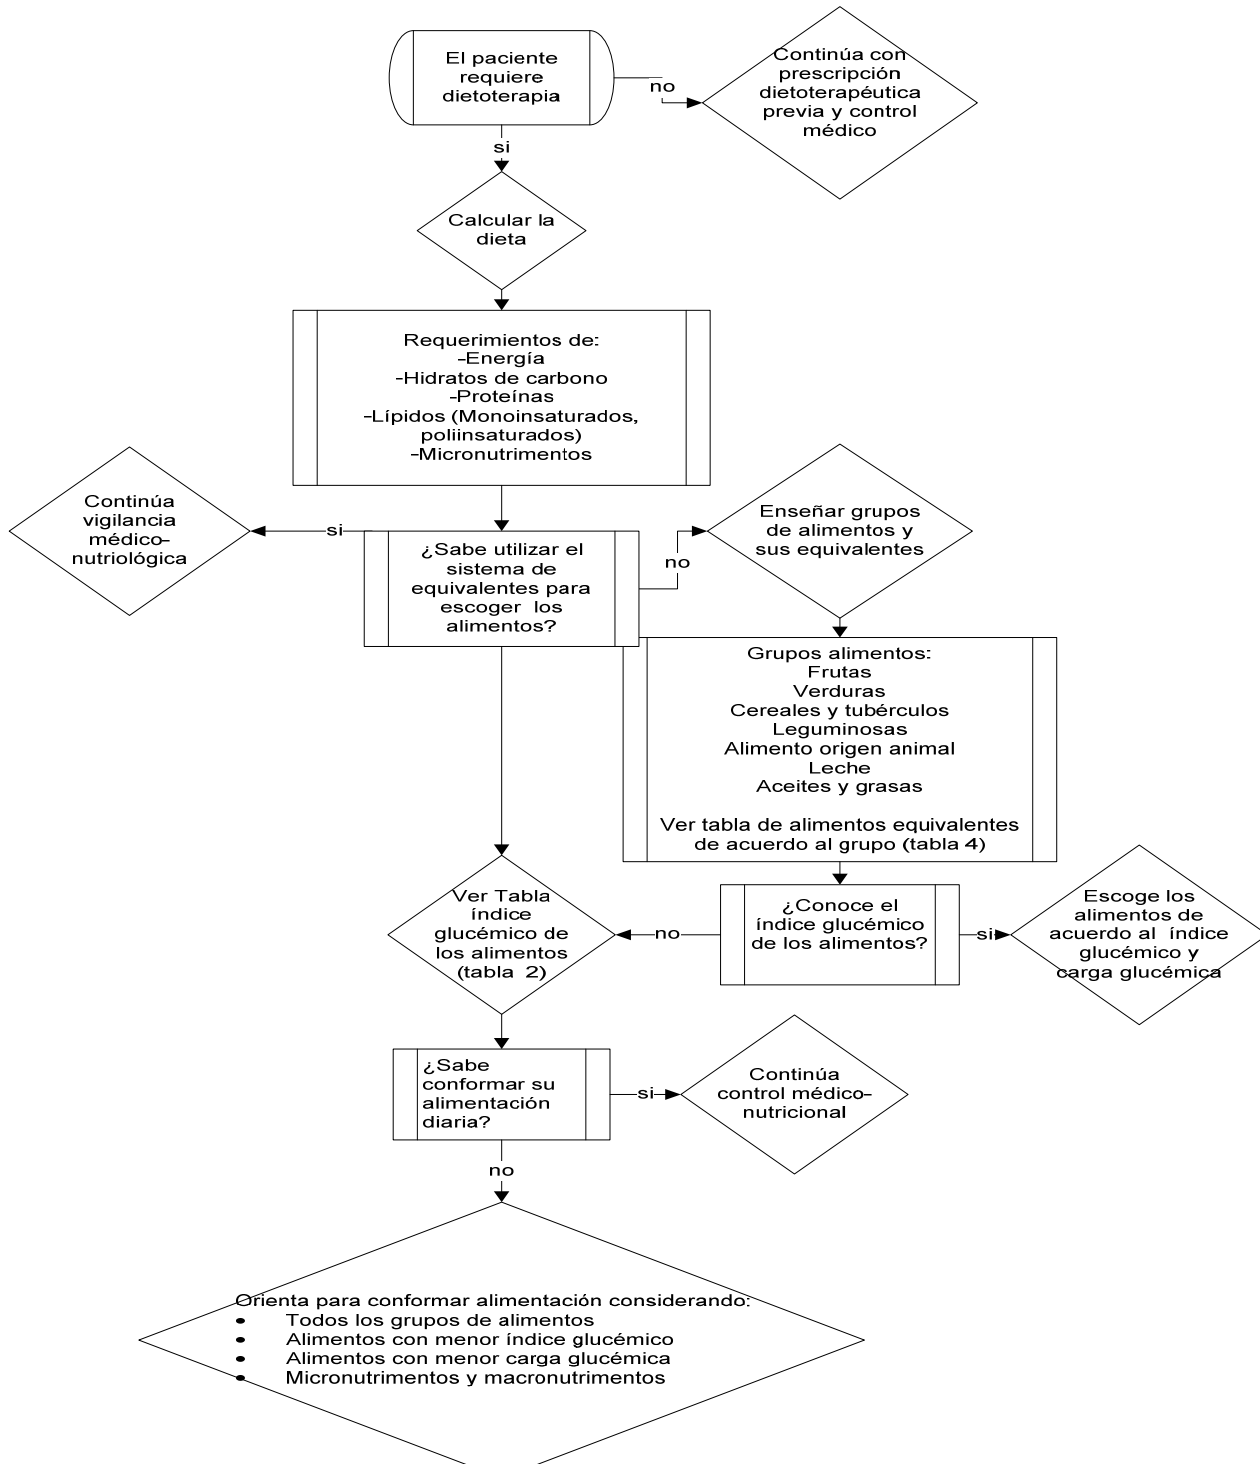 El paciente
requiere
dietoterapia
no
Continúa con
prescripción
dietoterapéutica
previa y control
médico
si
Calcular la
dieta
Requerimientos de:
-Energía
-Hidratos de carbono
-Proteínas
-Lípidos (Monoinsaturados,
poliinsaturados)
-Micronutrimentos
Continúa
vigilancia
médico-
nutriológica
si
¿Sabe utilizar el
sistema de
equivalentes para
escoger los
alimentos?
no
Enseñar grupos
de alimentos y
sus equivalentes
Grupos alimentos:
Frutas
Verduras
Cereales y tubérculos
Leguminosas
Alimento origen animal
Leche
Aceites y grasas
Ver tabla de alimentos equivalentes
de acuerdo al grupo (tabla 4)
Ver Tabla
índice
glucémico de
los alimentos
(tabla 2)
no
¿Conoce el
índice glucémico
de los alimentos?
si
Escoge los
alimentos de
acuerdo al índice
glucémico y
carga glucémica
¿Sabe
conformar su
alimentación
diaria?
si
Continúa
control médico-
nutricional
no
Orienta para conformar alimentación considerando:
• Todos los grupos de alimentos
• Alimentos con menor índice glucémico
• Alimentos con menor carga glucémica
• Micronutrimentos y macronutrimentos